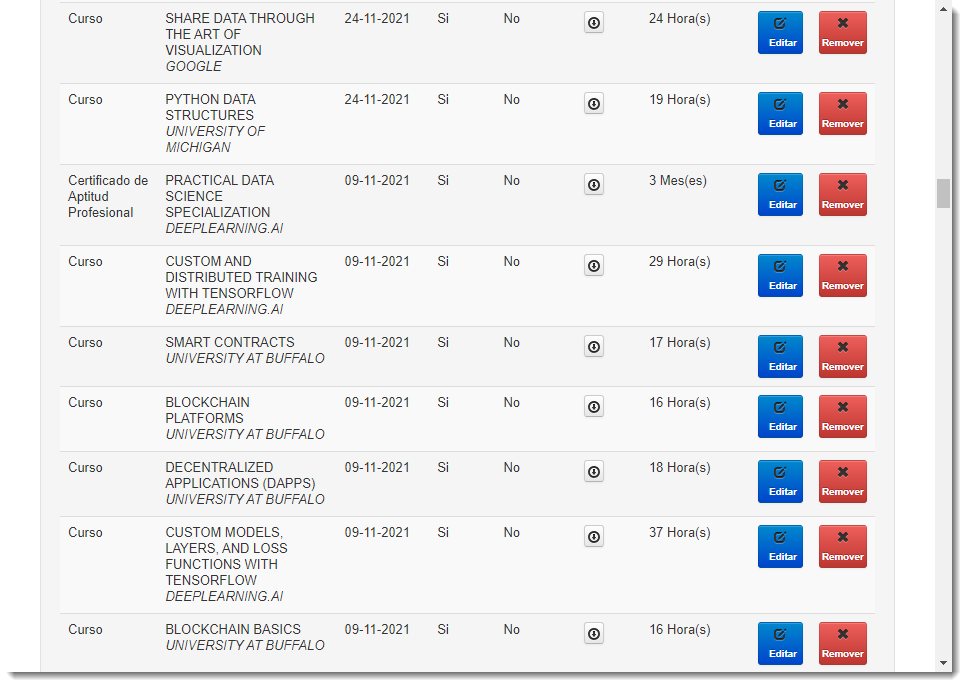 Curso SHARE DATA THROUGH 24-11-2021 Si No 24 Hora(s)
THE ART OF
VISUALIZATION
GOOGLE
Editar Remover
Curso PYTHON DATA 24-11-2021 Si No 19 Hora(s)
STRUCTURES
UNIVERSITY OF
MICHIGAN
Editar Remover
Certificado de PRACTICAL DATA 09-11-2021 Si No 3 Mes(es)
Aptitud SCIENCE
Profesional SPECIALIZATION
DEEPLEARNING.AI
Editar Remover
Curso CUSTOM AND 09-11-2021 Si No 29 Hora(s)
DISTRIBUTED TRAINING
WITH TENSORFLOW
DEEPLEARNING.AI
Editar Remover
Curso SMART CONTRACTS 09-11-2021 Si No 17 Hora(s)
UNIVERSITY AT BUFFALO
Editar Remover
Curso BLOCKCHAIN 09-11-2021 Si No 16 Hora(s)
PLATFORMS
UNIVERSITY AT BUFFALO
Editar Remover
Curso DECENTRALIZED 09-11-2021 Si No 18 Hora(s)
APPLICATIONS (DAPPS)
UNIVERSITY AT BUFFALO
Editar Remover
Curso CUSTOM MODELS, 09-11-2021 Si No 37 Hora(s)
LAYERS, AND LOSS
FUNCTIONS WITH
TENSORFLOW
DEEPLEARNING.AI
Editar Remover
Curso BLOCKCHAIN BASICS 09-11-2021 Si No 16 Hora(s)
UNIVERSITY AT BUFFALO
Editar Remover